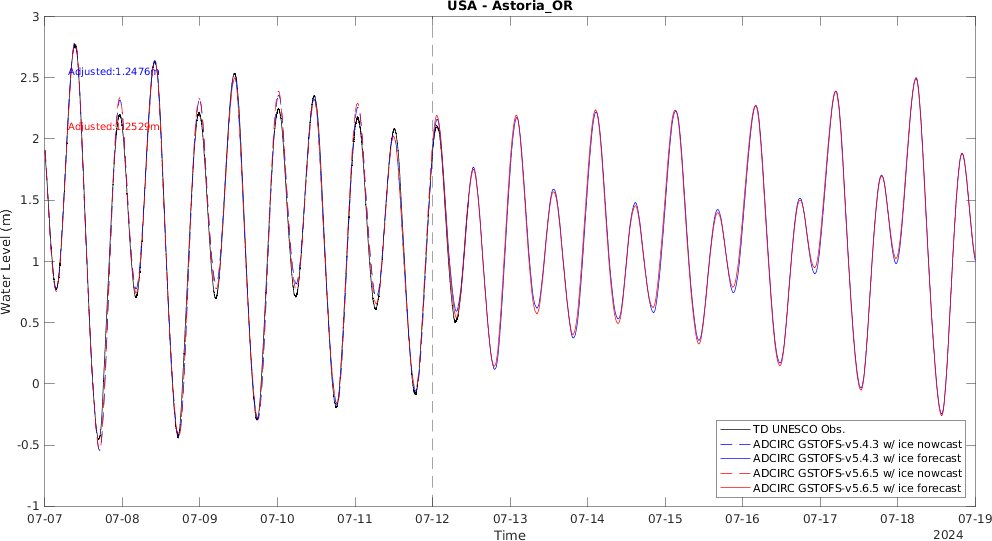 USA - Astoria_OR
3
2.5
2
1.5
1
0.5
0
-0.5
-1
Water Level (m)
Adjusted:1.2476m
Adjusted:1.2529m
TD UNESCO Obs.
ADCIRC GSTOFS-v5.4.3 w/ ice nowcast
ADCIRC GSTOFS-v5.4.3 w/ ice forecast
ADCIRC GSTOFS-v5.6.5 w/ ice nowcast
ADCIRC GSTOFS-v5.6.5 w/ ice forecast
07-07 07-08 07-09 07-10 07-11 07-12 07-13 07-14 07-15 07-16 07-17 07-18 07-19
Time
2024